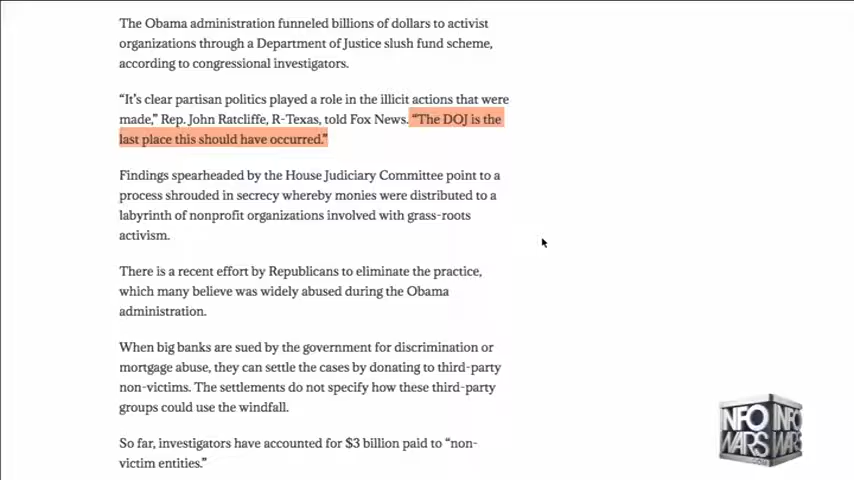 The Obama administration funneled billions of dollars to activist
organizations through a Department of Justice slush fund scheme,
according to congressional investigators.
“It’s clear partisan politics played a role in the illicit actions that were
made,” Rep. John Ratcliffe, R-Texas, told Fox News. “The DOJ is the
last place this should have occurred.”
Findings spearheaded by the House Judiciary Committee point to a
process shrouded in secrecy whereby monies were distributed to a
labyrinth of nonprofit organizations involved with grass-roots
activism.
There is a recent effort by Republicans to eliminate the practice,
which many believe was widely abused during the Obama
administration.
When big banks are sued by the government for discrimination or
mortgage abuse, they can settle the cases by donating to third-party
non-victims. The settlements do not specify how these third-party
groups could use the windfall.
So far, investigators have accounted for $3 billion paid to “non-
victim entities.”
INFO INFO
WARS WARS
.COM